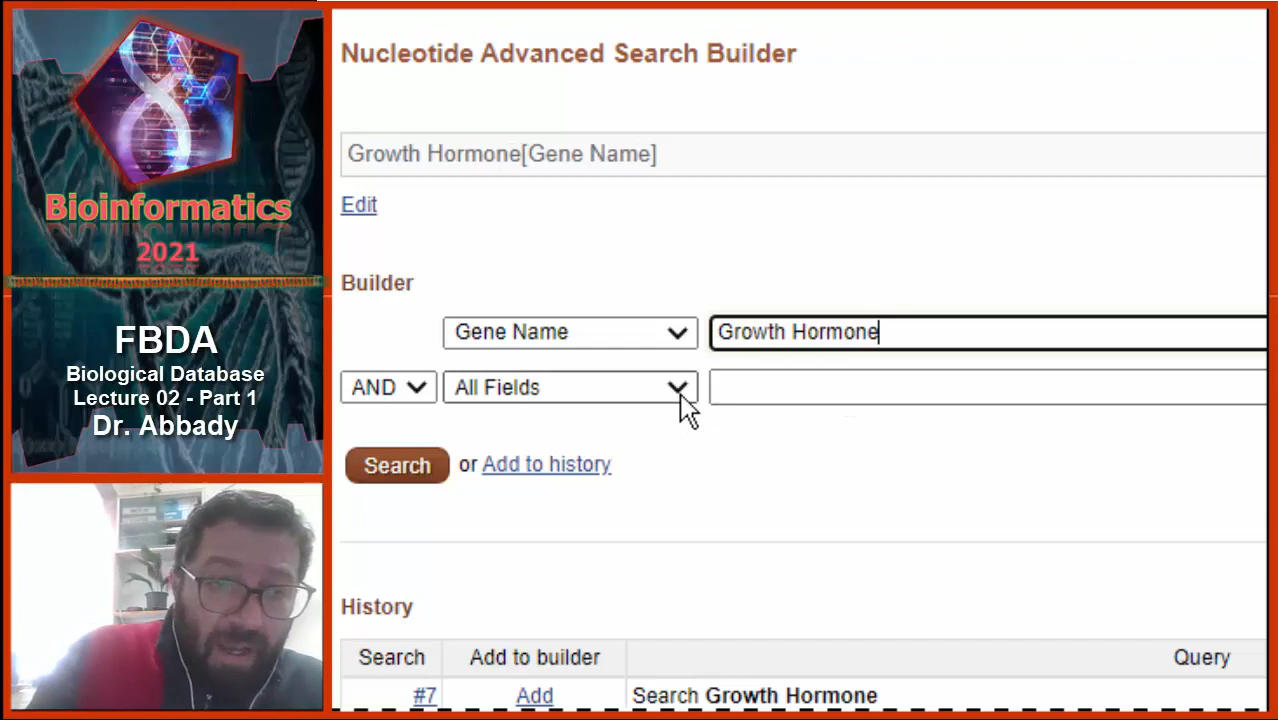 Bioinformatics
2021
FBDA
Biological Database
Lecture 02 - Part 1
Dr. Abbady
Nucleotide Advanced Search Builder
Growth Hormone[Gene Name]
Edit
Builder
Gene Name Growth Hormone
AND All Fields
Search or Add to history
History
Search Add to builder Query
#7 Add Search Growth Hormone